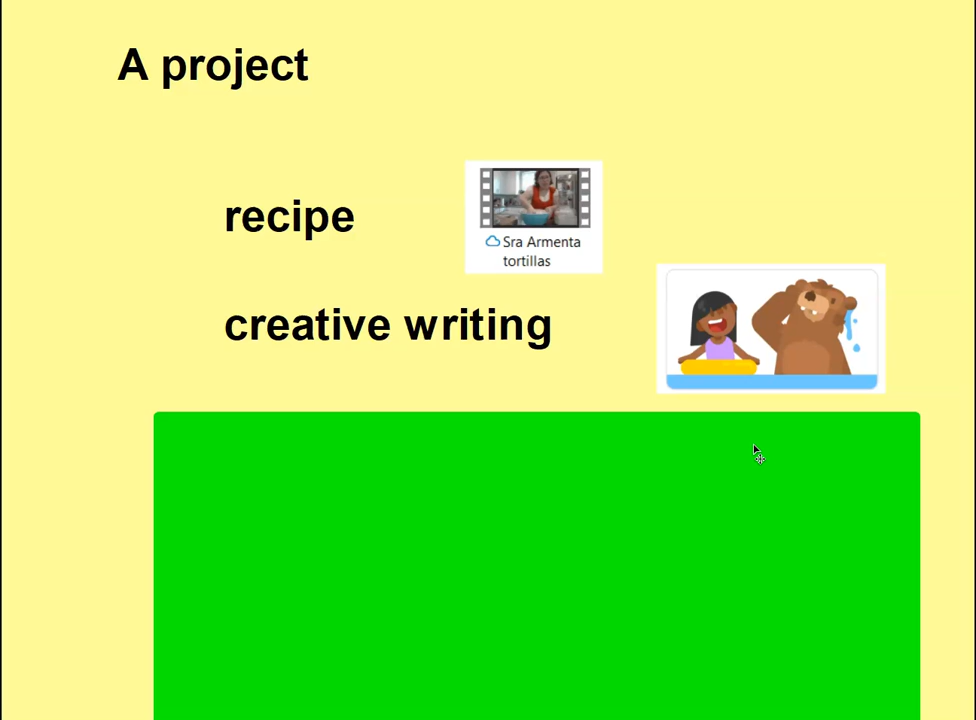 A project
recipe
Sra Armenta
tortillas
creative writing